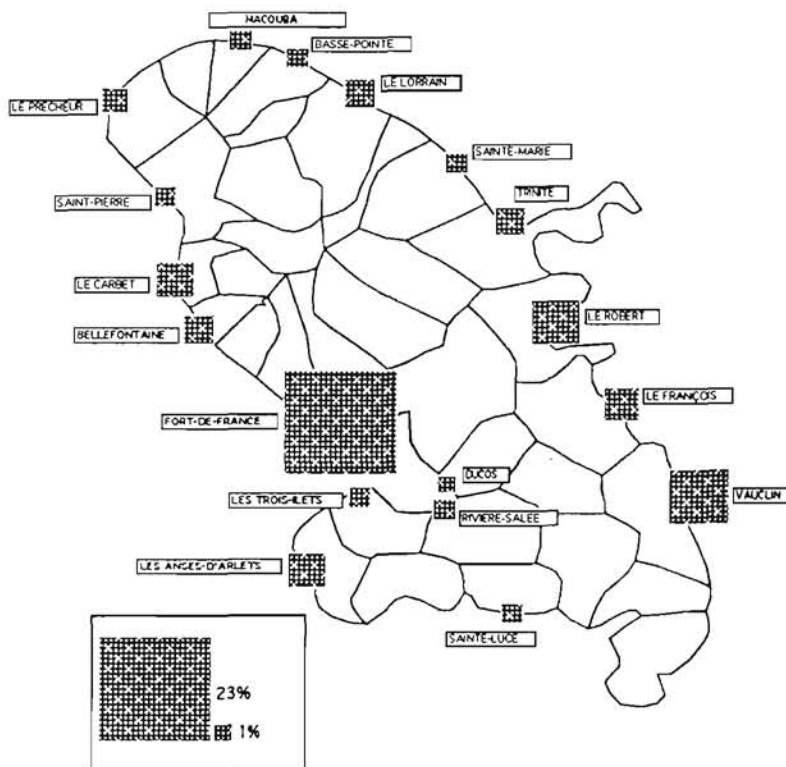 MACOUBA
BASSE-POINTE
LE LORRAIN
LE PRECHEUR
SAINTE-MARIE
TRINITE
SAINT-PIERRE
LE CARBET
LE ROBERT
BELLEFONTAINE
LE FRANÇOIS
FORT-DE-FRANCE
DUCOS
LES TROIS-ILETS
VAUCLIN
RIVIERE-SALEE
LES ANSES-D'ARLETS
SAINTE-LUCE
23%
1%